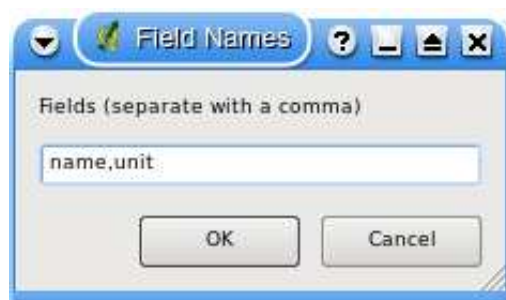 Field Names
Fields (separate with a comma)
name,unit
OK Cancel